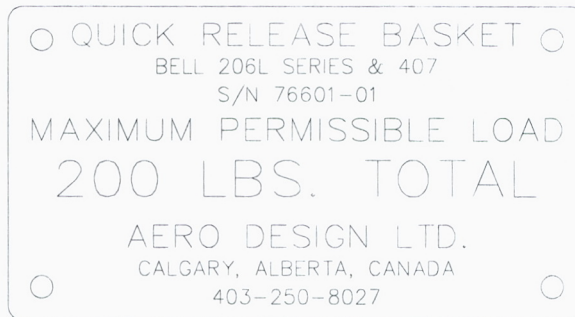 QUICK RELEASE BASKET
BELL 206L SERIES & 407
S/N 76601-01
MAXIMUM PERMISSIBLE LOAD
200 LBS. TOTAL
AERO DESIGN LTD.
CALGARY, ALBERTA, CANADA
403-250-8027